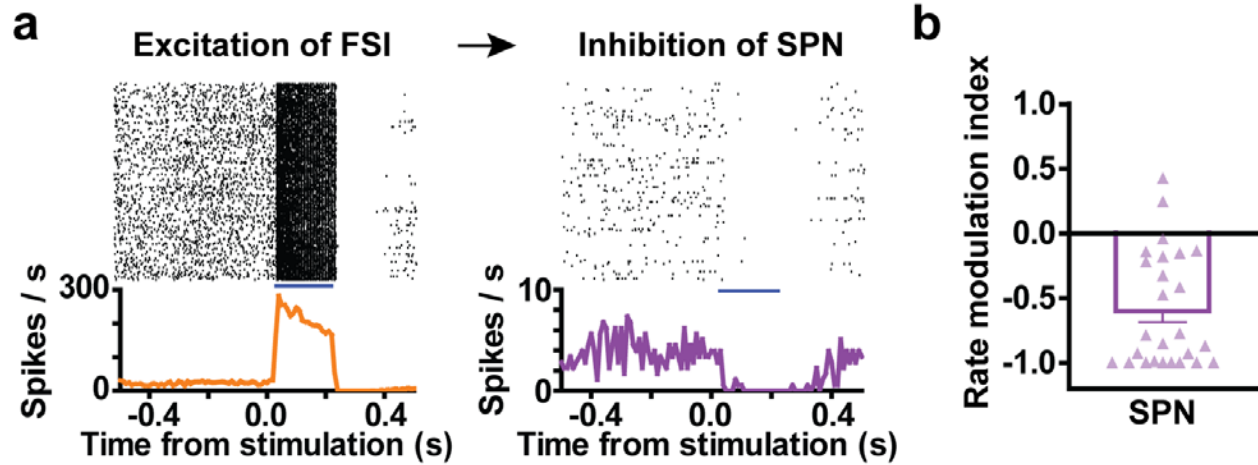 a
Excitation of FSI → Inhibition of SPN
Spikes / s
300
0
-0.4 0.0 0.4
Time from stimulation (s)
Spikes / s
10
0
-0.4 0.0 0.4
Time from stimulation (s)
b
Rate modulation index
1.0
0.5
0.0
-0.5
-1.0
SPN